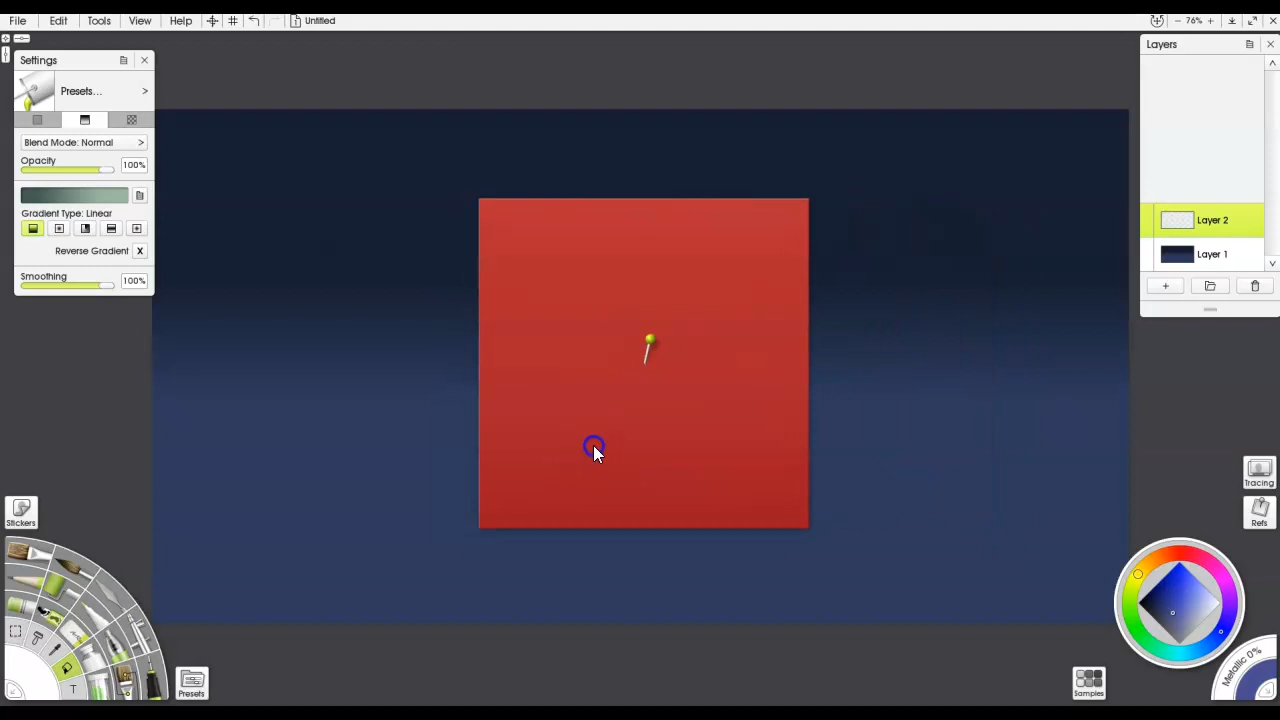 File Edit Tools View Help 1 Untitled 76%
Settings
Presets...
Blend Mode: Normal
Opacity
100%
Gradient Type: Linear
Reverse Gradient X
Smoothing
100%
Layers
Layer 2
Layer 1
Tracing
Refs
Stickers
T
Presets
Samples
Metallic 0%